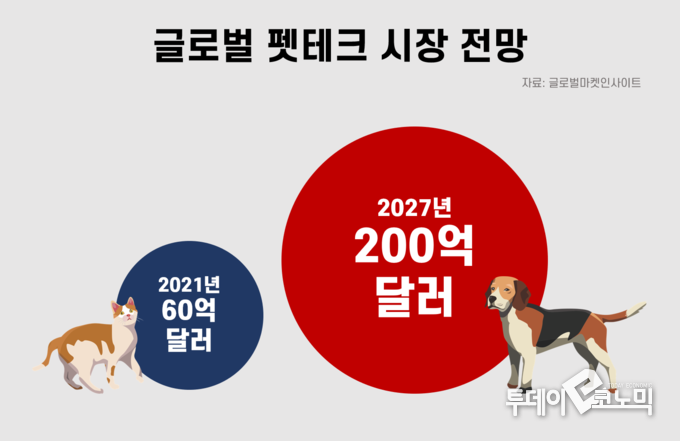 글로벌 펫테크 시장 전망
자료: 글로벌마켓인사이트
2027년
200억
달러
2021년
60억
달러
투데이e코노믹